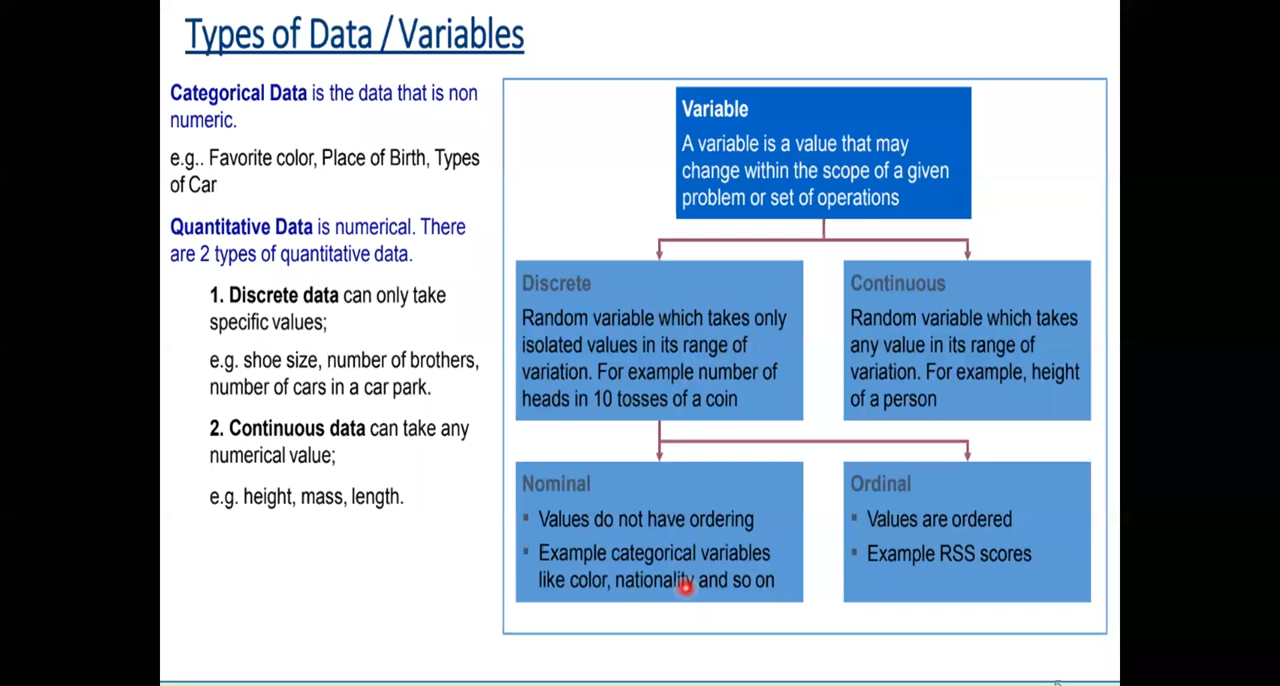 Types of Data / Variables
Categorical Data is the data that is non
numeric.
e.g.. Favorite color, Place of Birth, Types
of Car
Quantitative Data is numerical. There
are 2 types of quantitative data.
1. Discrete data can only take
specific values;
e.g. shoe size, number of brothers,
number of cars in a car park.
2. Continuous data can take any
numerical value;
e.g. height, mass, length.
Variable
A variable is a value that may
change within the scope of a given
problem or set of operations
Discrete
Random variable which takes only
isolated values in its range of
variation. For example number of
heads in 10 tosses of a coin
Continuous
Random variable which takes
any value in its range of
variation. For example, height
of a person
Nominal
▪ Values do not have ordering
▪ Example categorical variables
like color, nationality and so on
Ordinal
▪ Values are ordered
▪ Example RSS scores